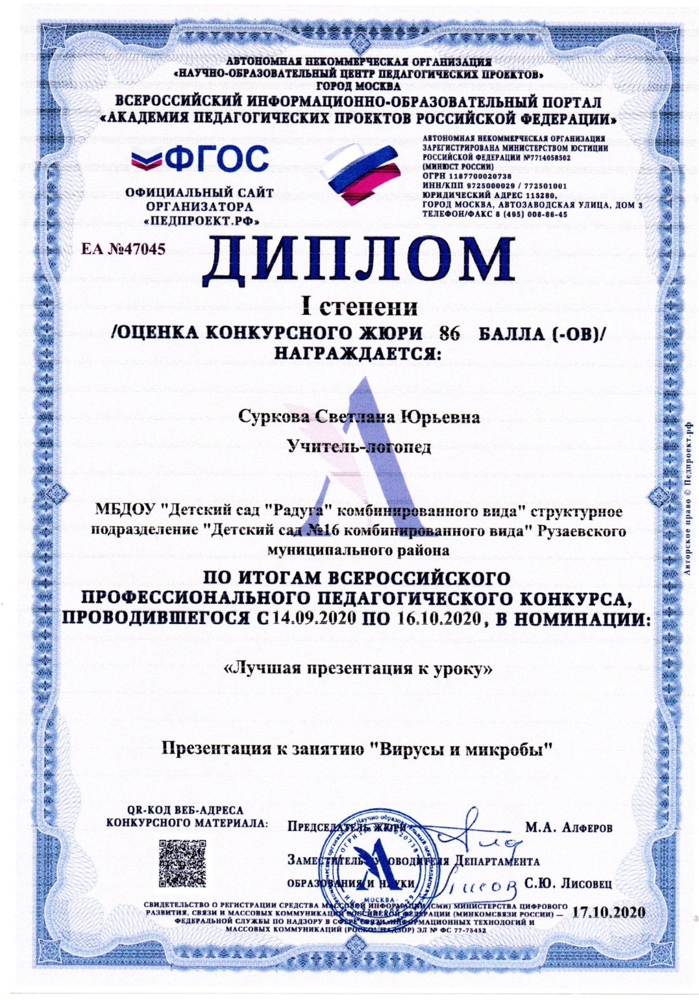 АВТОНОМНАЯ НЕКОММЕРЧЕСКАЯ ОРГАНИЗАЦИЯ
«НАУЧНО-ОБРАЗОВАТЕЛЬНЫЙ ЦЕНТР ПЕДАГОГИЧЕСКИХ ПРОЕКТОВ»
ГОРОД МОСКВА
ВСЕРОССИЙСКИЙ ИНФОРМАЦИОННО-ОБРАЗОВАТЕЛЬНЫЙ ПОРТАЛ
«АКАДЕМИЯ ПЕДАГОГИЧЕСКИХ ПРОЕКТОВ РОССИЙСКОЙ ФЕДЕРАЦИИ»
ФГОС
ОФИЦИАЛЬНЫЙ САЙТ
ОРГАНИЗАТОРА
«ПЕДПРОЕКТ.РФ»
АВТОНОМНАЯ НЕКОММЕРЧЕСКАЯ ОРГАНИЗАЦИЯ
ЗАРЕГИСТРИРОВАНА МИНИСТЕРСТВОМ ЮСТИЦИИ
РОССИЙСКОЙ ФЕДЕРАЦИИ №7714058502
(МИНЮСТ РОССИИ)
ОГРН 1187700020738
ИНН/КПП 9725000029 / 772501001
ЮРИДИЧЕСКИЙ АДРЕС 115280,
ГОРОД МОСКВА, АВТОЗАВОДСКАЯ УЛИЦА, ДОМ 3
ТЕЛЕФОН/ФАКС 8 (495) 008-86-45
ЕА №47045
ДИПЛОМ
I степени
/ОЦЕНКА КОНКУРСНОГО ЖЮРИ 86 БАЛЛА (-ОВ)/
НАГРАЖДАЕТСЯ:
Суркова Светлана Юрьевна
Учитель-логопед
МБДОУ "Детский сад "Радуга" комбинированного вида" структурное
подразделение "Детский сад №16 комбинированного вида" Рузаевского
муниципального района
ПО ИТОГАМ ВСЕРОССИЙСКОГО
ПРОФЕССИОНАЛЬНОГО ПЕДАГОГИЧЕСКОГО КОНКУРСА,
ПРОВОДИВШЕГОСЯ С 14.09.2020 ПО 16.10.2020, В НОМИНАЦИИ:
«Лучшая презентация к уроку»
Презентация к занятию "Вирусы и микробы"
QR-КОД ВЕБ-АДРЕСА
КОНКУРСНОГО МАТЕРИАЛА:
ПРЕДСЕДАТЕЛЬ ЖЮРИ М.А. АЛФЕРОВ
ЗАМЕСТИТЕЛЬ РУКОВОДИТЕЛЯ ДЕПАРТАМЕНТА
ОБРАЗОВАНИЯ И НАУКИ С.Ю. ЛИСОВЕЦ
МОСКВА
СВИДЕТЕЛЬСТВО О РЕГИСТРАЦИИ СРЕДСТВА МАССОВОЙ ИНФОРМАЦИИ (СМИ) МИНИСТЕРСТВА ЦИФРОВОГО
РАЗВИТИЯ, СВЯЗИ И МАССОВЫХ КОММУНИКАЦИЙ РОССИЙСКОЙ ФЕДЕРАЦИИ (МИНКОМСВЯЗИ РОССИИ) —
ФЕДЕРАЛЬНОЙ СЛУЖБЫ ПО НАДЗОРУ В СФЕРЕ СВЯЗИ, ИНФОРМАЦИОННЫХ ТЕХНОЛОГИЙ И
МАССОВЫХ КОММУНИКАЦИЙ (РОСКОМНАДЗОР) ЭЛ № ФС 77-75452
17.10.2020
Авторское право © Педпроект.рф